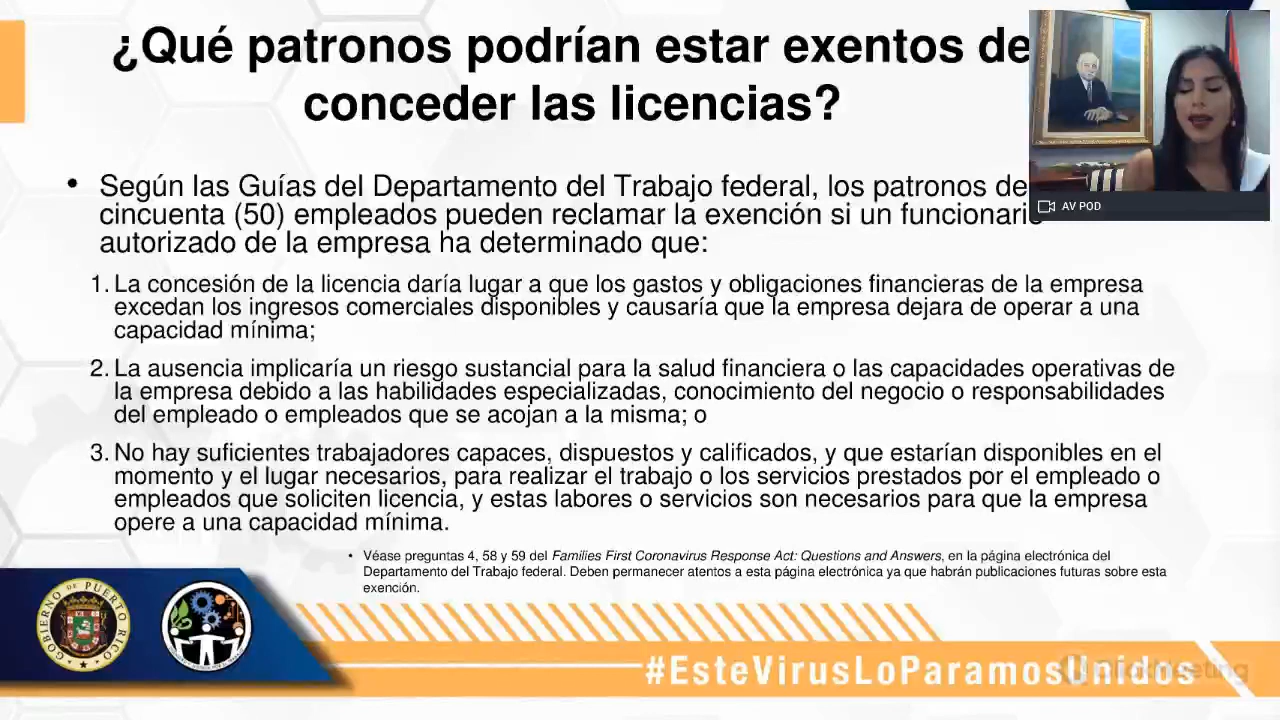 ¿Qué patronos podrían estar exentos de
conceder las licencias?
AV POD
• Según las Guías del Departamento del Trabajo federal, los patronos de
cincuenta (50) empleados pueden reclamar la exención si un funcionario
autorizado de la empresa ha determinado que:
1. La concesión de la licencia daría lugar a que los gastos y obligaciones financieras de la empresa
excedan los ingresos comerciales disponibles y causaría que la empresa dejara de operar a una
capacidad mínima;
2. La ausencia implicaría un riesgo sustancial para la salud financiera o las capacidades operativas de
la empresa debido a las habilidades especializadas, conocimiento del negocio o responsabilidades
del empleado o empleados que se acojan a la misma; o
3. No hay suficientes trabajadores capaces, dispuestos y calificados, y que estarían disponibles en el
momento y el lugar necesarios, para realizar el trabajo o los servicios prestados por el empleado o
empleados que soliciten licencia, y estas labores o servicios son necesarios para que la empresa
opere a una capacidad mínima.
• Véase preguntas 4, 58 y 59 del Families First Coronavirus Response Act: Questions and Answers, en la página electrónica del
Departamento del Trabajo federal. Deben permanecer atentos a esta página electrónica ya que habrán publicaciones futuras sobre esta
exención.
GOBIERNO DE PUERTO RICO
#EsteVirusLoParamosUnidos
ClickMeeting